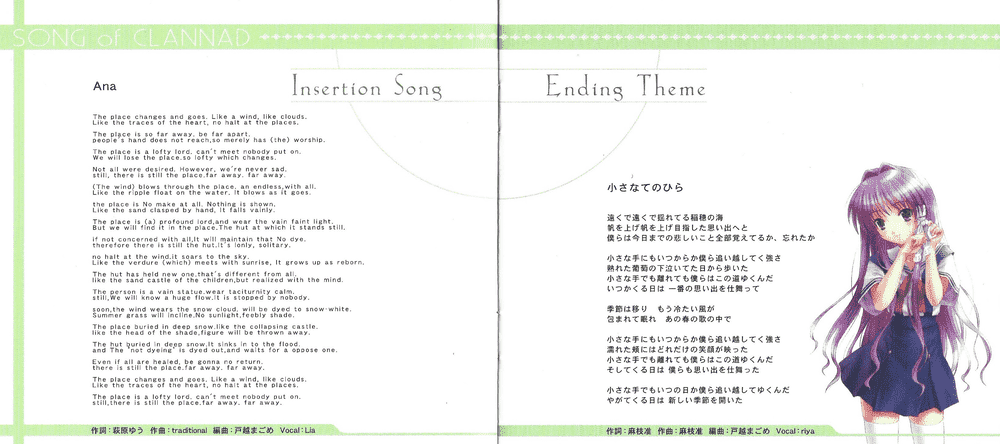 SONG of CLANNAD
Insertion Song
Ana
The place changes and goes. Like a wind, like clouds.
Like the traces of the heart, no halt at the places.
The place is so far away, be far apart.
people's hand does not reach,so merely has (the) worship.
The place is a lofty lord. can't meet nobody put on.
We will lose the place.so lofty which changes.
Not all were desired. However, we're never sad.
still, there is still the place.far away. far away.
(The wind) blows through the place, an endless,with all.
Like the ripple float on the water, It blows as it goes.
the place is No make at all. Nothing is shown,
Like the sand clasped by hand, It falls vainly.
The place is (a) profound lord,and wear the vain faint light.
But we will find it in the place.The hut at which it stands still.
if not concerned with all,It will maintain that No dye.
therefore there is still the hut.it's lonly, solitary.
no halt at the wind.it soars to the sky.
Like the verdure (which) meets with sunrise, It grows up as reborn.
The hut has held new one.that's different from all.
like the sand castle of the children,but realized with the mind.
The person is a vain statue.wear taciturnity calm.
still,We will know a huge flow.It is stopped by nobody.
soon,the wind wears the snow cloud, will be dyed to snow-white.
Summer grass will incline.No sunlight,feebly shade.
The place buried in deep snow.like the collapsing castle.
like the head of the shade,figure will be thrown away.
The hut buried in deep snow.It sinks in to the flood.
and The "not dyeing" is dyed out,and waits for a oppose one.
Even if all are healed, be gonna no return.
there is still the place.far away. far away.
The place changes and goes. Like a wind, like clouds.
Like the traces of the heart, no halt at the places.
The place is a lofty lord. can't meet nobody put on.
still,there is still the place.far away. far away.
作詞：萩原ゆう 作曲：traditional 編曲：戸越まごめ Vocal：Lia
Ending Theme
小さなてのひら
遠くで遠くで揺れてる稲穂の海
帆を上げ帆を上げ目指した思い出へと
僕らは今日までの悲しいこと全部覚えてるか、忘れたか
小さな手にもいつからか僕ら追い越してく強さ
熟れた葡萄の下泣いてた日から歩いた
小さな手でも離れても僕らはこの道ゆくんだ
いつかくる日は 一番の思い出を仕舞って
季節は移り もう冷たい風が
包まれて眠れ あの春の歌の中で
小さな手にもいつからか僕ら追い越してく強さ
濡れた頬にはどれだけの笑顔が映った
小さな手でも離れても僕らはこの道ゆくんだ
そしてくる日は 僕らも思い出を仕舞った
小さな手でもいつの日か僕ら追い越してゆくんだ
やがてくる日は 新しい季節を開いた
作詞：麻枝准 作曲：麻枝准 編曲：戸越まごめ Vocal：riya